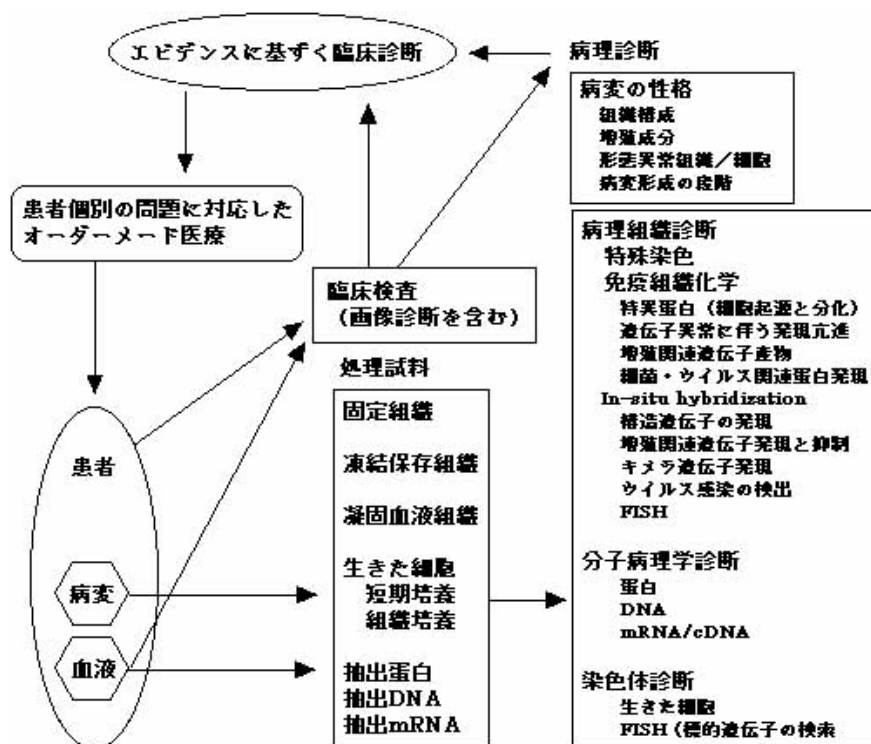 エビデンスに基ずく臨床診断
病理診断
病変の性格
組織構成
増殖成分
形態異常組織／細胞
病変形成の段階
患者個別の問題に対応した
オーダーメード医療
臨床検査
（画像診断を含む）
処理試料
固定組織
凍結保存組織
凝固血液組織
生きた細胞
短期培養
組織培養
抽出蛋白
抽出DNA
抽出mRNA
患者
病変
血液
病理組織診断
特殊染色
免疫組織化学
特異蛋白（細胞起源と分化）
遺伝子異常に伴う発現亢進
増殖関連遺伝子産物
細菌・ウイルス関連蛋白発現
In-situ hybridization
構造遺伝子の発現
増殖関連遺伝子発現と抑制
キメラ遺伝子発現
ウイルス感染の検出
FISH
分子病理学診断
蛋白
DNA
mRNA/cDNA
染色体診断
生きた細胞
FISH（標的遺伝子の検索